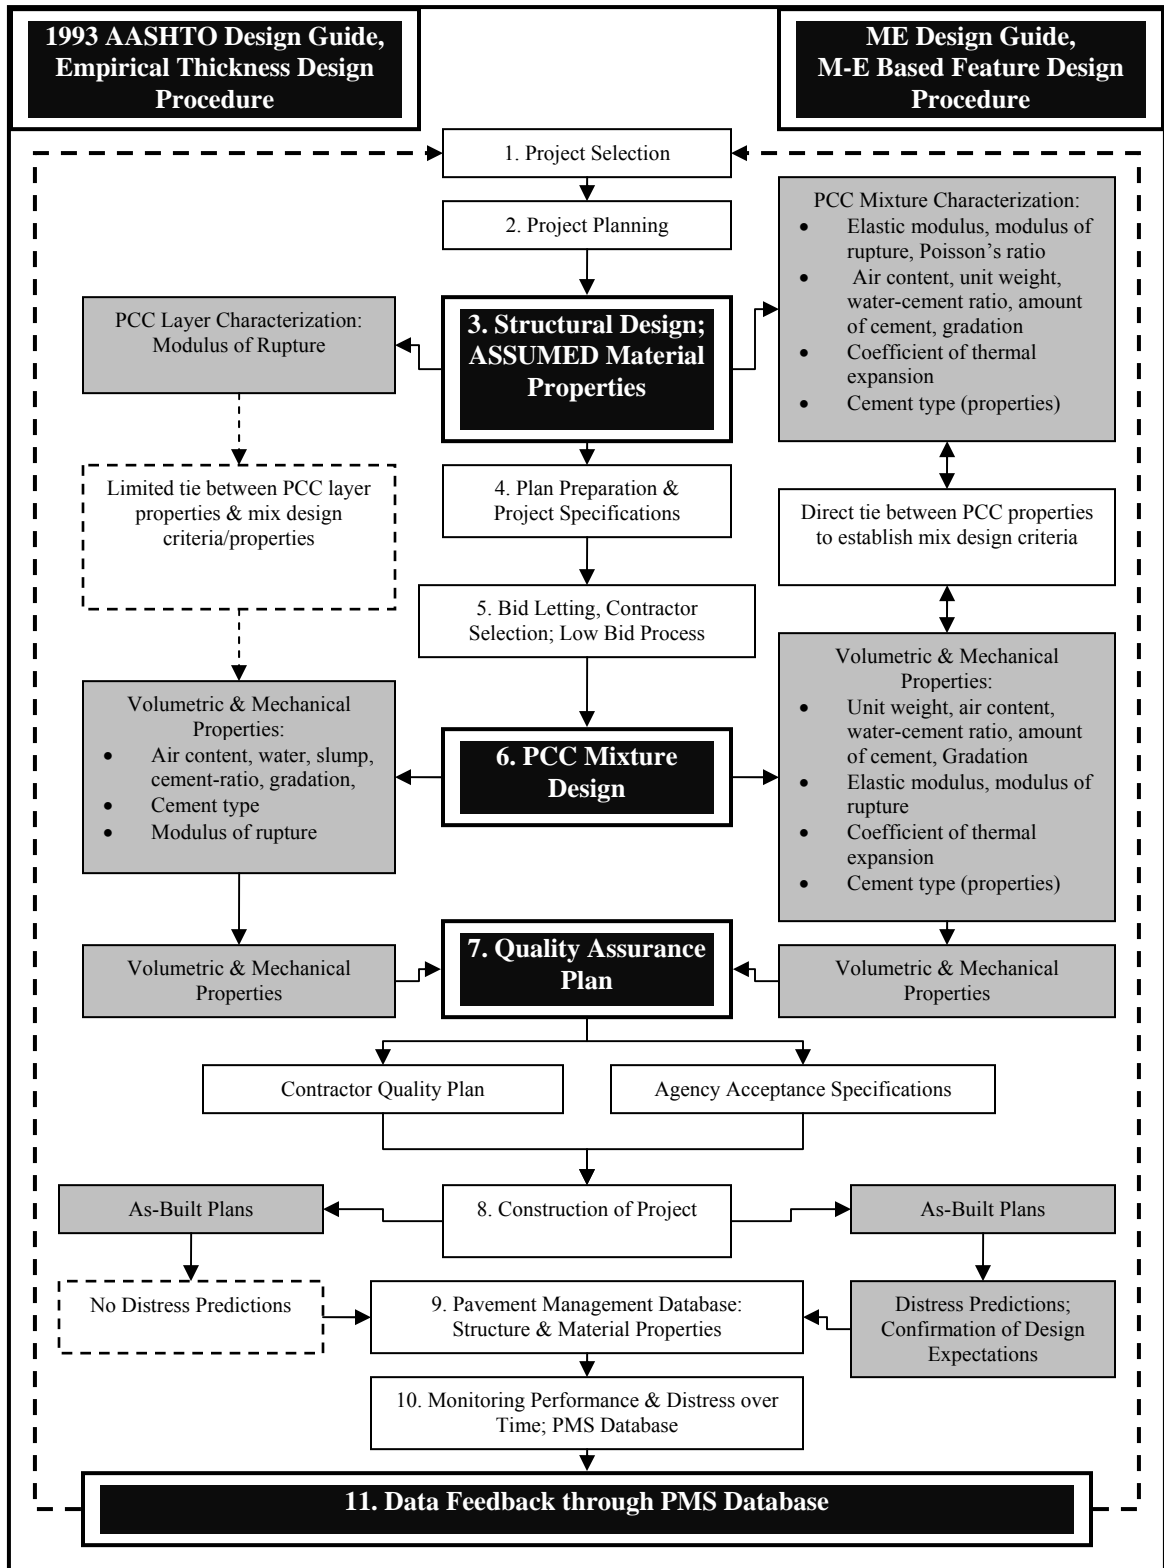 1993 AASHTO Design Guide,
Empirical Thickness Design
Procedure
ME Design Guide,
M-E Based Feature Design
Procedure
1. Project Selection
2. Project Planning
PCC Mixture Characterization:
• Elastic modulus, modulus of
rupture, Poisson's ratio
• Air content, unit weight,
water-cement ratio, amount
of cement, gradation
• Coefficient of thermal
expansion
• Cement type (properties)
PCC Layer Characterization:
Modulus of Rupture
3. Structural Design;
ASSUMED Material
Properties
Limited tie between PCC layer
properties & mix design
criteria/properties
4. Plan Preparation &
Project Specifications
Direct tie between PCC properties
to establish mix design criteria
5. Bid Letting, Contractor
Selection; Low Bid Process
Volumetric & Mechanical
Properties:
• Air content, water, slump,
cement-ratio, gradation,
• Cement type
• Modulus of rupture
6. PCC Mixture
Design
Volumetric & Mechanical
Properties:
• Unit weight, air content,
water-cement ratio, amount
of cement, Gradation
• Elastic modulus, modulus of
rupture
• Coefficient of thermal
expansion
• Cement type (properties)
Volumetric & Mechanical
Properties
7. Quality Assurance
Plan
Volumetric & Mechanical
Properties
Contractor Quality Plan
Agency Acceptance Specifications
As-Built Plans
8. Construction of Project
As-Built Plans
No Distress Predictions
9. Pavement Management Database:
Structure & Material Properties
Distress Predictions;
Confirmation of Design
Expectations
10. Monitoring Performance & Distress over
Time; PMS Database
11. Data Feedback through PMS Database